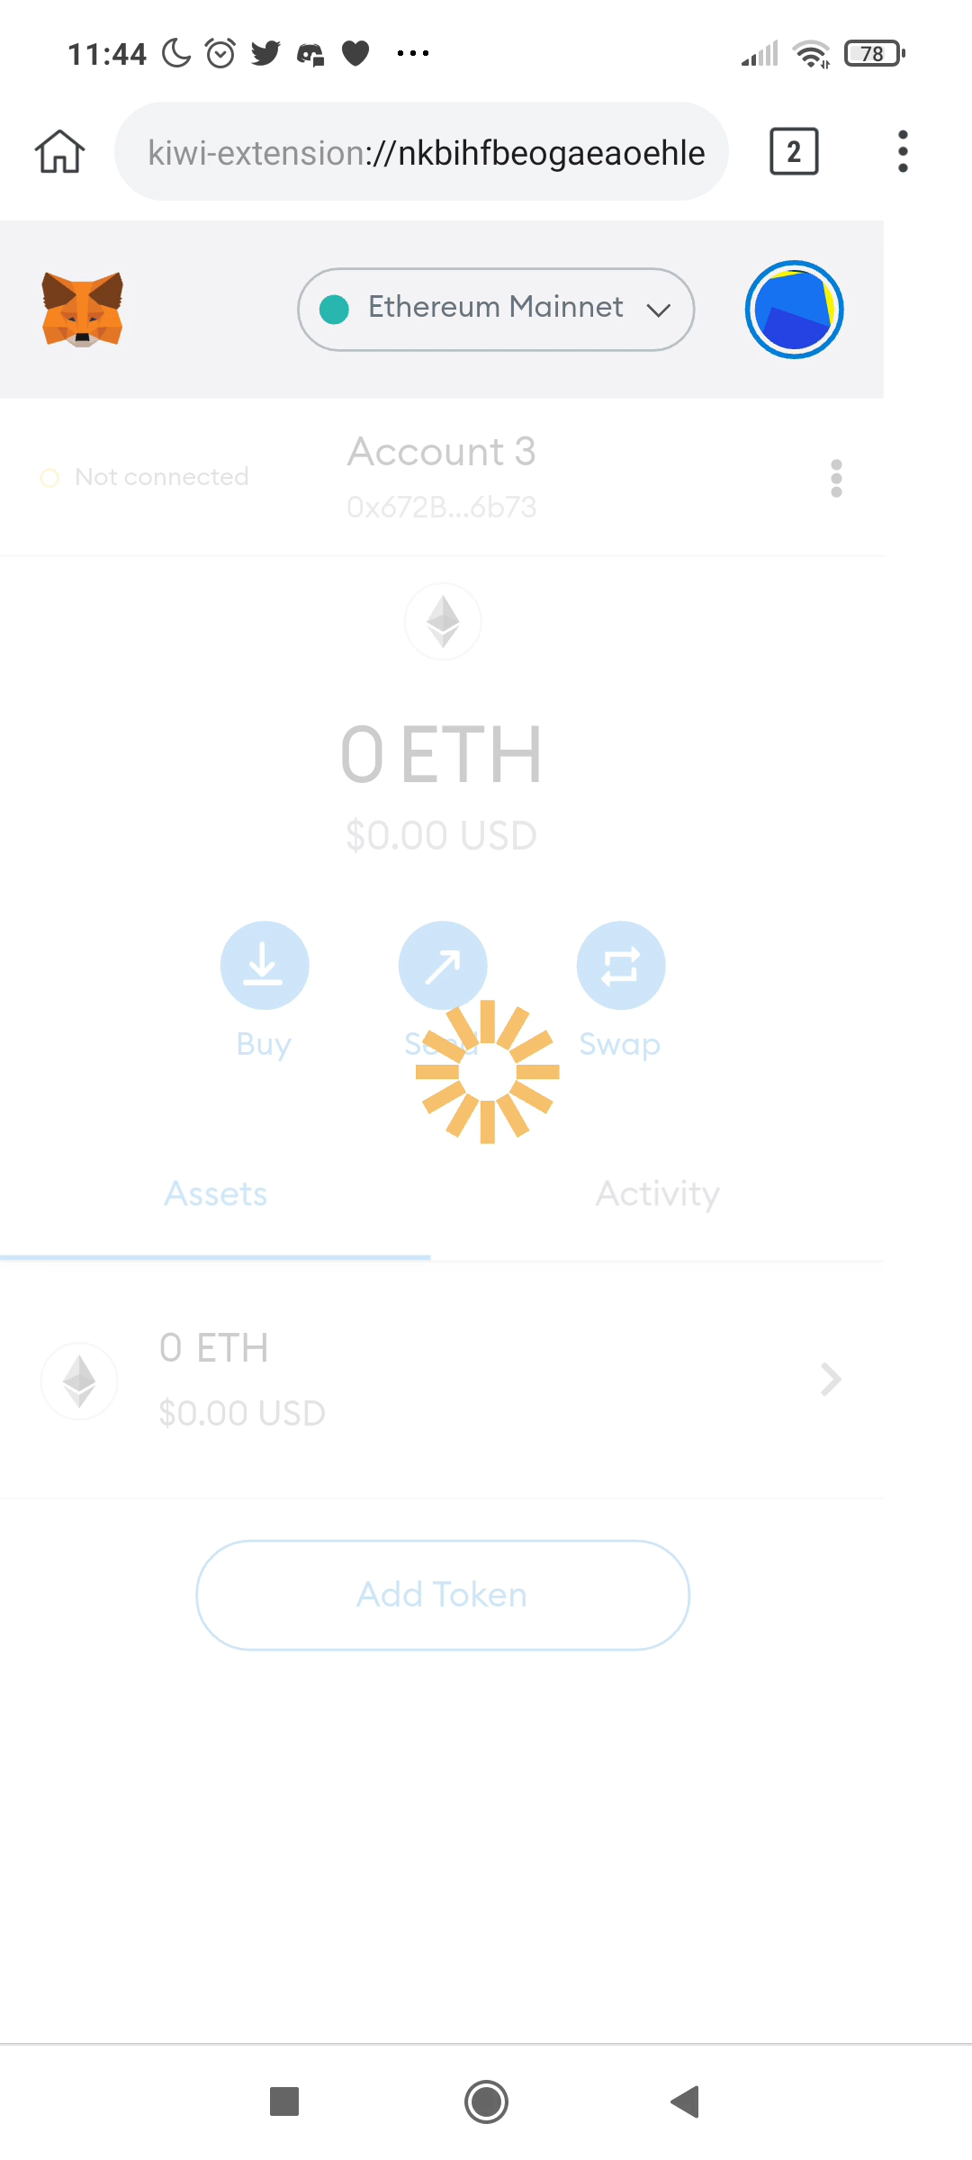 11:44
78
kiwi-extension://nkbihfbeogaeaoehle
2
Ethereum Mainnet
Account 3
Not connected
0x672B...6b73
0 ETH
$0.00 USD
Buy
Send
Swap
Assets
Activity
0 ETH
$0.00 USD
Add Token